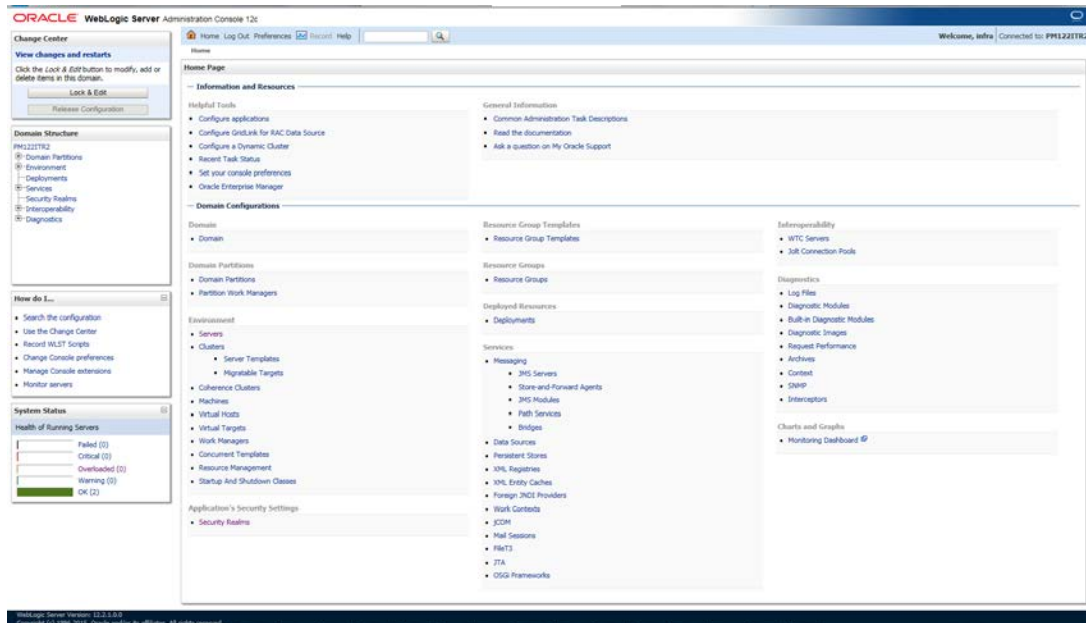 ORACLE WebLogic Server Administration Console 12c
Change Center
View changes and restarts
Click the Lock & Edit button to modify, add or
delete items in this domain.
Lock & Edit
Release Configuration
Domain Structure
PM122ITR2
Domain Partitions
Environment
Deployments
Services
Security Realms
Interoperability
Diagnostics
How do I...
Search the configuration
Use the Change Center
Record WLST Scripts
Change Console preferences
Manage Console extensions
Monitor servers
System Status
Health of Running Servers
Failed (0)
Critical (0)
Overloaded (0)
Warning (0)
OK (2)
Home Log Out Preferences Record Help
Welcome, infra Connected to: PM122ITR2
Home
Home Page
Information and Resources
Helpful Tools
Configure applications
Configure GridLink for RAC Data Source
Configure a Dynamic Cluster
Recent Task Status
Set your console preferences
Oracle Enterprise Manager
General Information
Common Administration Task Descriptions
Read the documentation
Ask a question on My Oracle Support
Domain Configurations
Domain
Domain
Domain Partitions
Domain Partitions
Partition Work Managers
Environment
Servers
Clusters
Server Templates
Migratable Targets
Coherence Clusters
Machines
Virtual Hosts
Virtual Targets
Work Managers
Concurrent Templates
Resource Management
Startup And Shutdown Classes
Application's Security Settings
Security Realms
Resource Group Templates
Resource Group Templates
Resource Groups
Resource Groups
Deployed Resources
Deployments
Services
Messaging
JMS Servers
Store-and-Forward Agents
JMS Modules
Path Services
Bridges
Data Sources
Persistent Stores
XML Registries
XML Entity Caches
Foreign JNDI Providers
Work Contexts
jCOM
Mail Sessions
FileT3
JTA
OSGi Frameworks
Interoperability
WTC Servers
Jolt Connection Pools
Diagnostics
Log Files
Diagnostic Modules
Built-in Diagnostic Modules
Diagnostic Images
Request Performance
Archives
Context
SNMP
Interceptors
Charts and Graphs
Monitoring Dashboard
WebLogic Server Version: 12.2.1.0.0